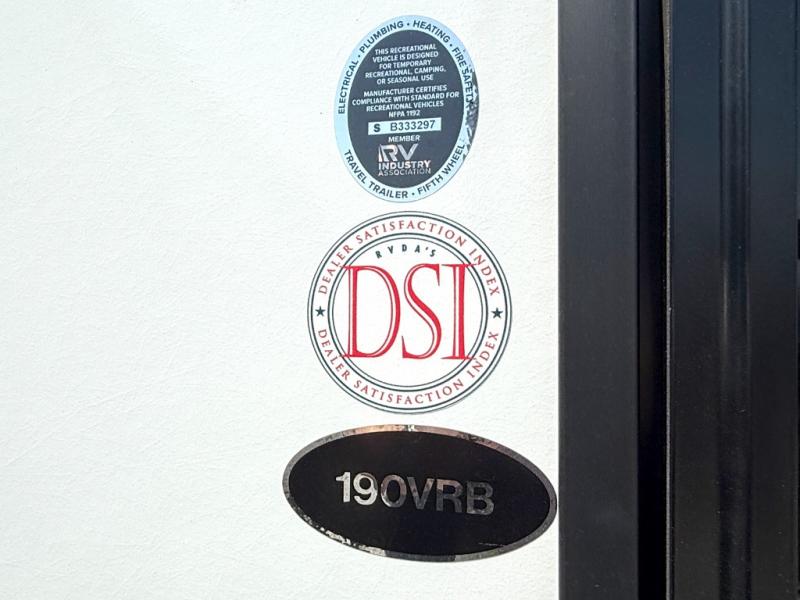 ELECTRICAL • PLUMBING • HEATING • FIRE SAFETY
THIS RECREATIONAL
VEHICLE IS DESIGNED
FOR TEMPORARY
RECREATIONAL, CAMPING,
OR SEASONAL USE
MANUFACTURER CERTIFIES
COMPLIANCE WITH STANDARD FOR
RECREATIONAL VEHICLES
NFPA 1192
S B333297
MEMBER
RV
INDUSTRY
ASSOCIATION
TRAVEL TRAILER • FIFTH WHEEL
DEALER SATISFACTION INDEX
RVDA'S
DSI
DEALER SATISFACTION INDEX
190VRB